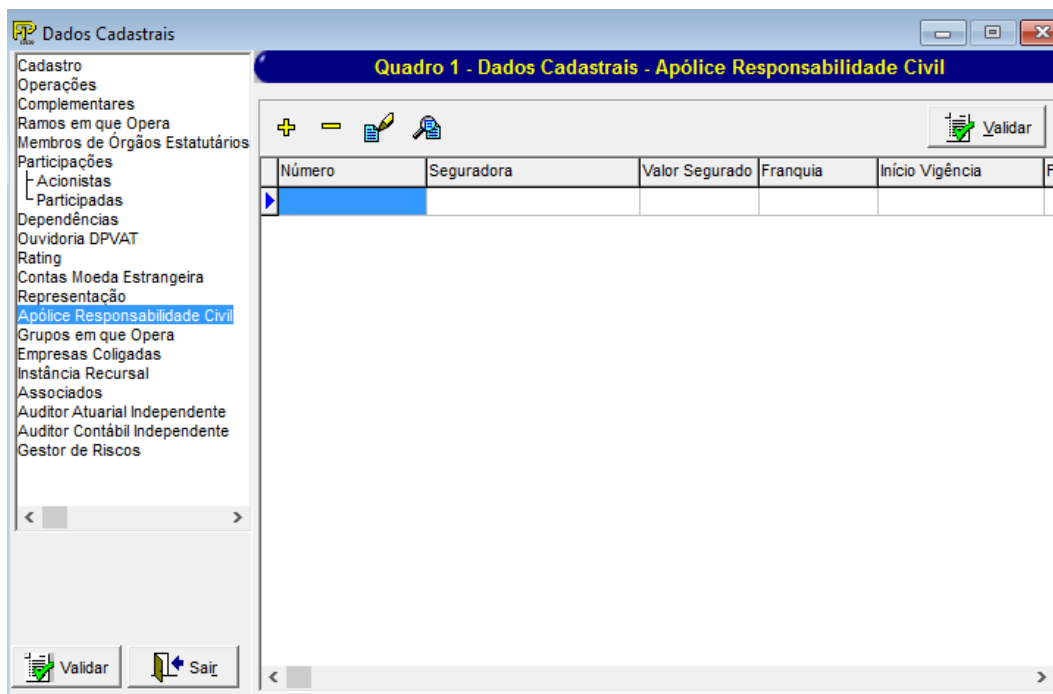 Dados Cadastrais
Cadastro
Operações
Complementares
Ramos em que Opera
Membros de Órgãos Estatutários
Participações
Acionistas
Participadas
Dependências
Ouvidoria DPVAT
Rating
Contas Moeda Estrangeira
Representação
Apólice Responsabilidade Civil
Grupos em que Opera
Empresas Coligadas
Instância Recursal
Associados
Auditor Atuarial Independente
Auditor Contábil Independente
Gestor de Riscos
Validar Sair
Quadro 1 - Dados Cadastrais - Apólice Responsabilidade Civil
Validar
Número Seguradora Valor Segurado Franquia Início Vigência F